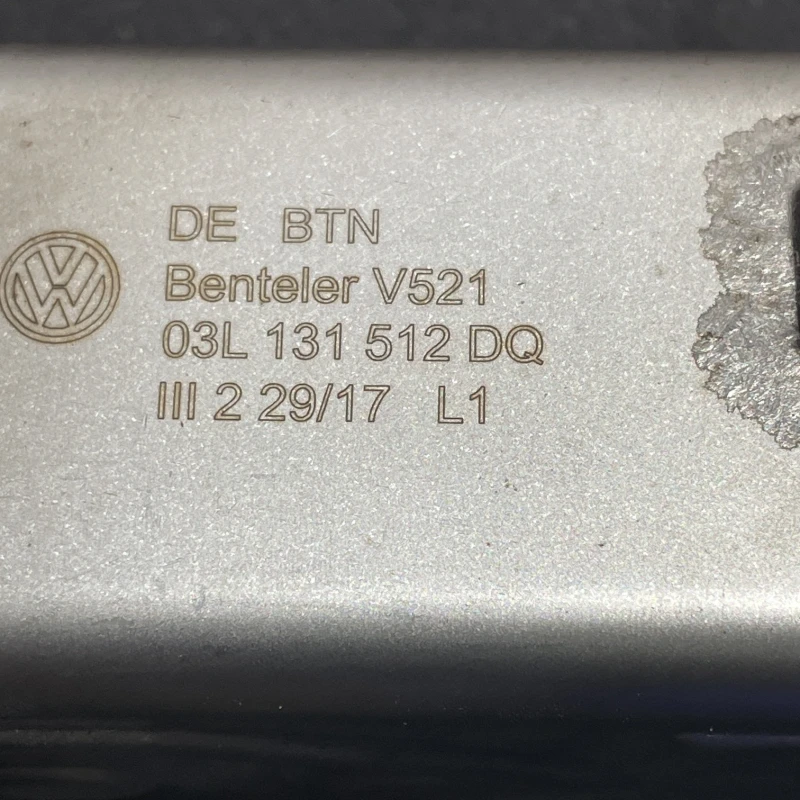 DE BTN
Benteler V521
03L 131 512 DQ
III 2 29/17 L1